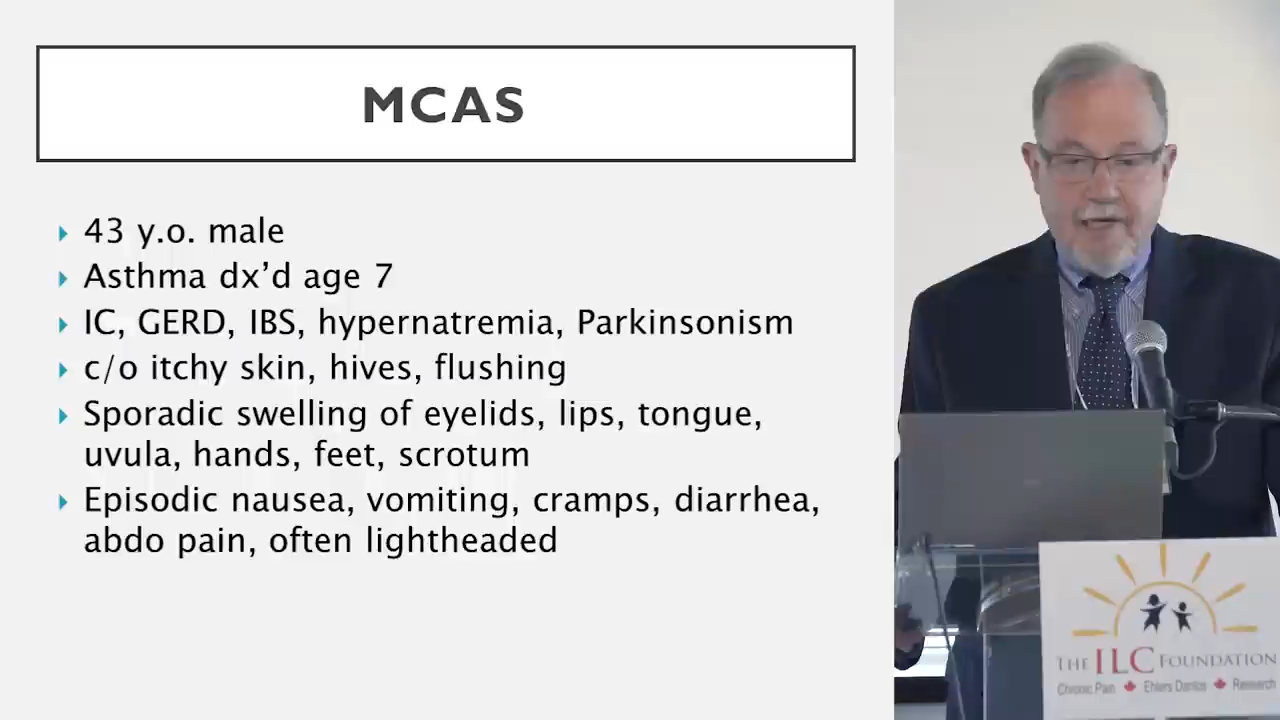 MCAS
43 y.o. male
Asthma dx'd age 7
IC, GERD, IBS, hypernatremia, Parkinsonism
c/o itchy skin, hives, flushing
Sporadic swelling of eyelids, lips, tongue,
uvula, hands, feet, scrotum
Episodic nausea, vomiting, cramps, diarrhea,
abdo pain, often lightheaded
THE ILC FOUNDATION
Chronic Pain Ehlers Danlos Research